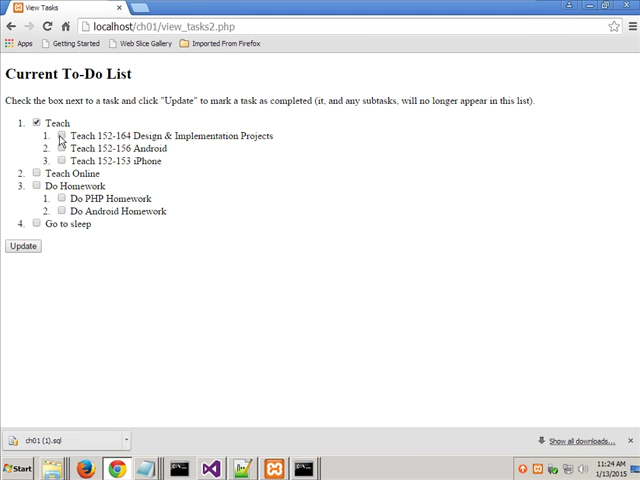 View Tasks
localhost/ch01/view_tasks2.php
Apps Getting Started Web Slice Gallery Imported From Firefox
Current To-Do List
Check the box next to a task and click "Update" to mark a task as completed (it, and any subtasks, will no longer appear in this list).
1. Teach
1. Teach 152-164 Design & Implementation Projects
2. Teach 152-156 Android
3. Teach 152-153 iPhone
2. Teach Online
3. Do Homework
1. Do PHP Homework
2. Do Android Homework
4. Go to sleep
Update
ch01 (1).sql
Show all downloads...
Start
11:24 AM
1/13/2015